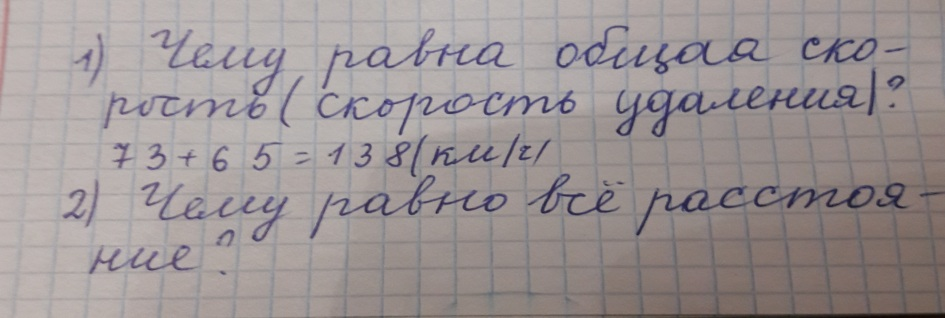 1) Чему равна общая ско-
рость (скорость удаления)?
73+65=138(км/ч)
2) Чему равно всё расстоя-
ние?